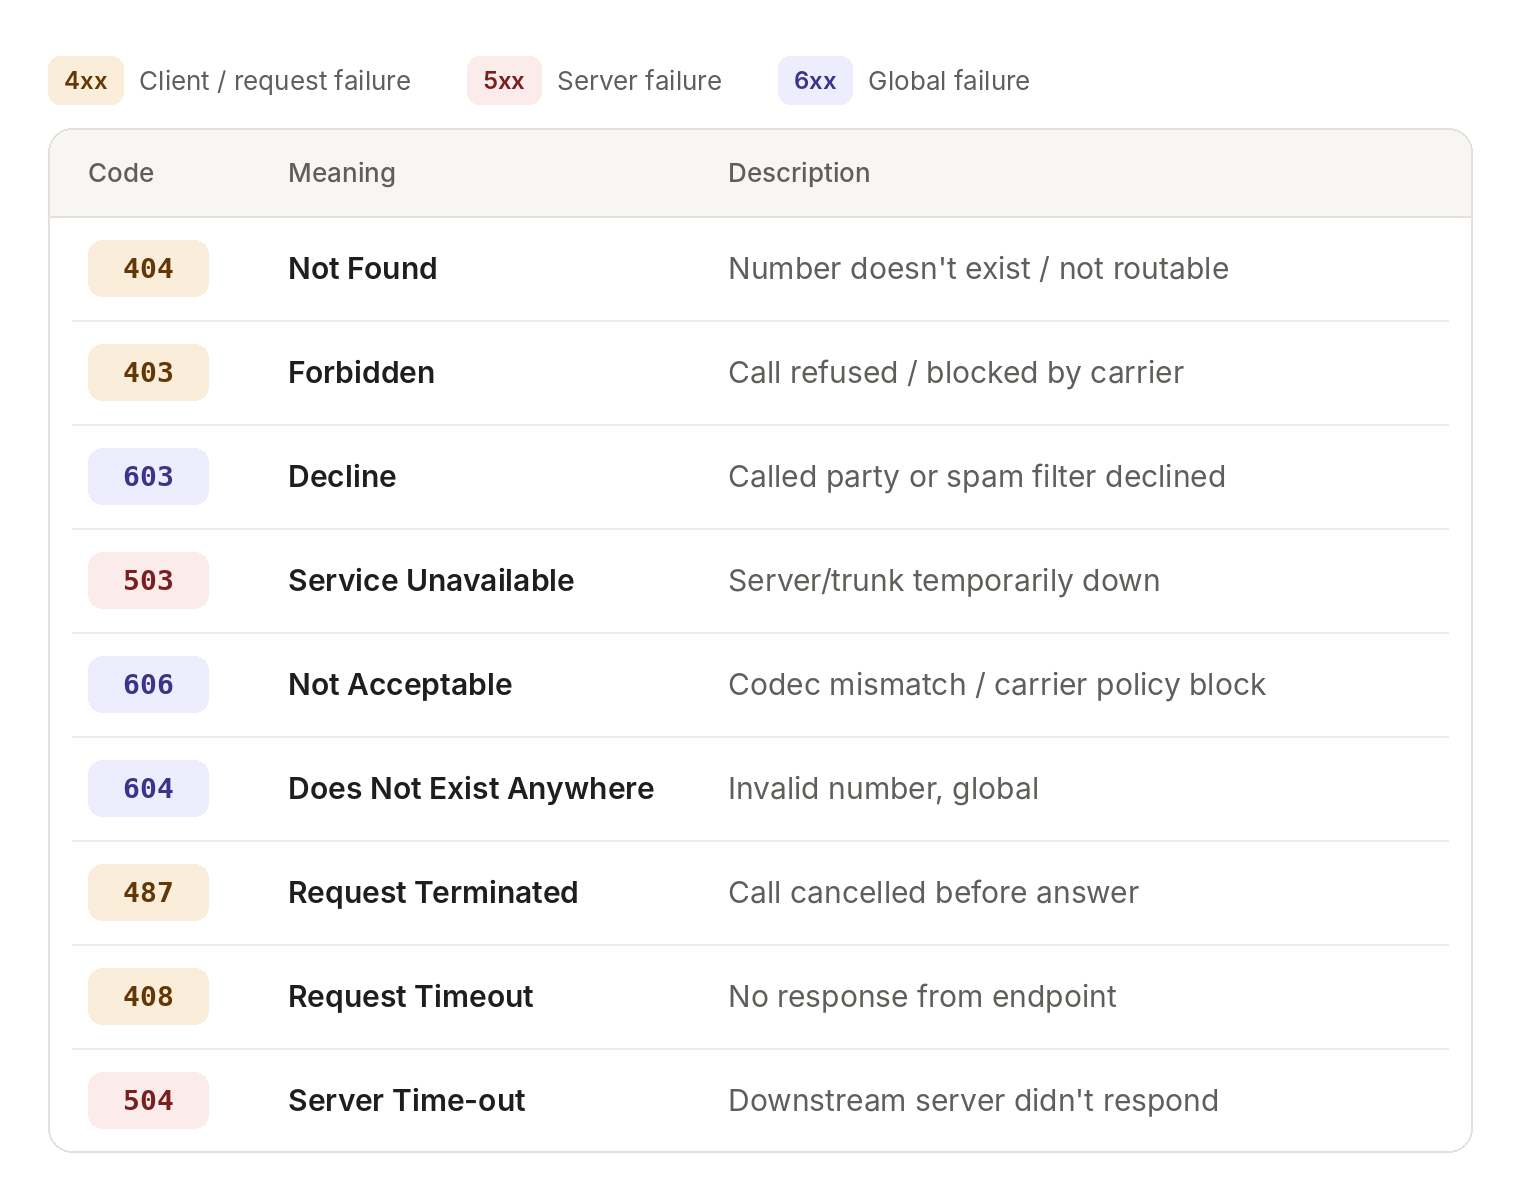 4xx Client / request failure 5xx Server failure 6xx Global failure
Code Meaning Description
404 Not Found Number doesn't exist / not routable
403 Forbidden Call refused / blocked by carrier
603 Decline Called party or spam filter declined
503 Service Unavailable Server/trunk temporarily down
606 Not Acceptable Codec mismatch / carrier policy block
604 Does Not Exist Anywhere Invalid number, global
487 Request Terminated Call cancelled before answer
408 Request Timeout No response from endpoint
504 Server Time-out Downstream server didn't respond